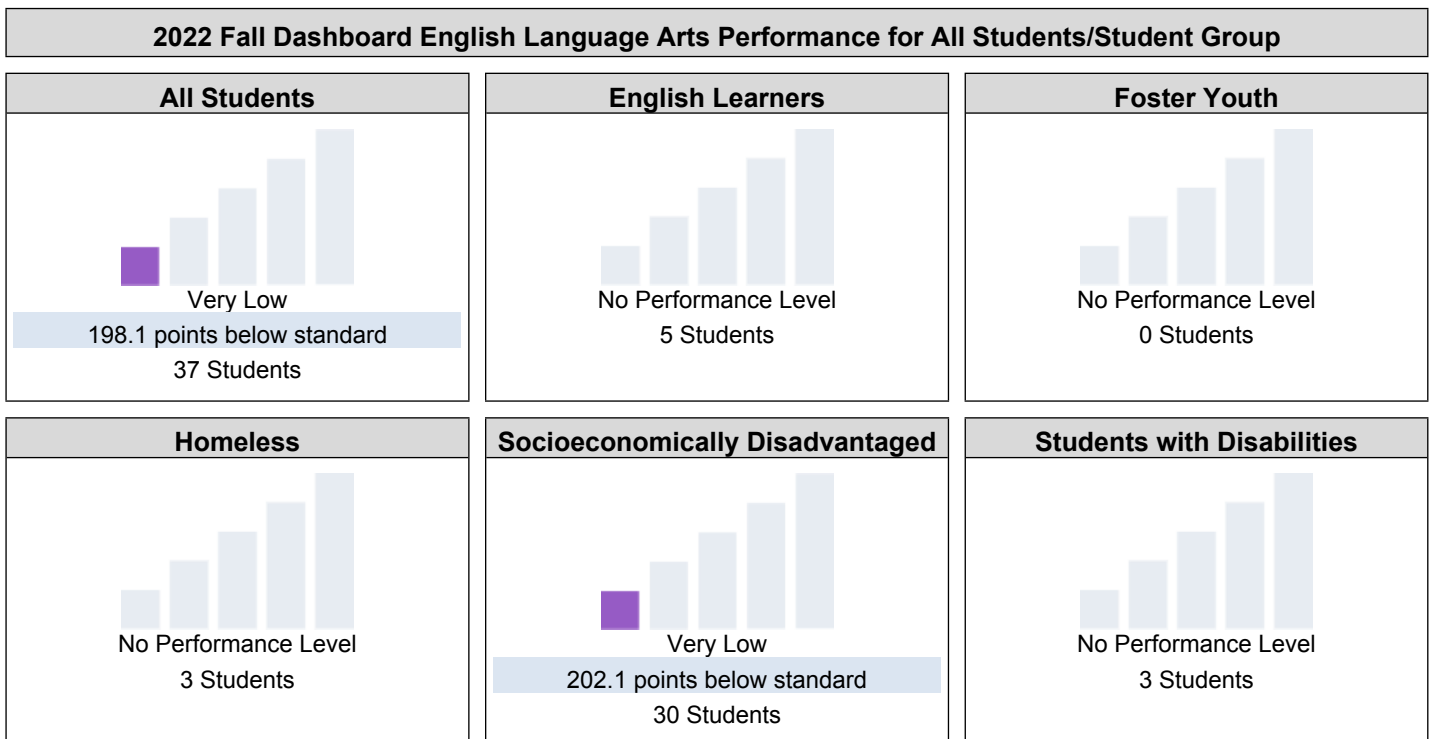 2022 Fall Dashboard English Language Arts Performance for All Students/Student Group
All Students
Very Low
198.1 points below standard
37 Students
English Learners
No Performance Level
5 Students
Foster Youth
No Performance Level
0 Students
Homeless
No Performance Level
3 Students
Socioeconomically Disadvantaged
Very Low
202.1 points below standard
30 Students
Students with Disabilities
No Performance Level
3 Students